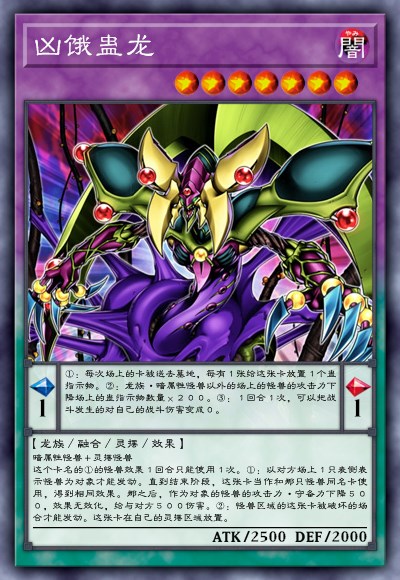 凶饿蛊龙
やみ
闇
①：每次场上的卡被送去墓地，每有1张给这张卡放置1个蛊
指示物。②：龙族·暗属性怪兽以外的场上的怪兽的攻击力下
降场上的蛊指示物数量×200。③：1回合1次，可以把战
斗发生的对自己的战斗伤害变成0。
1
1
【龙族／融合／灵摆／效果】
暗属性怪兽＋灵摆怪兽
这个卡名的①的怪兽效果1回合只能使用1次。①：以对方场上1只表侧表
示怪兽为对象才能发动。直到结束阶段，这张卡当作和那只怪兽同名卡使
用，得到相同效果。那之后，作为对象的怪兽的攻击力·守备力下降50
0，效果无效化，给与对方500伤害。②：怪兽区域的这张卡被破坏的场
合才能发动。这张卡在自己的灵摆区域放置。
ATK/2500 DEF/2000